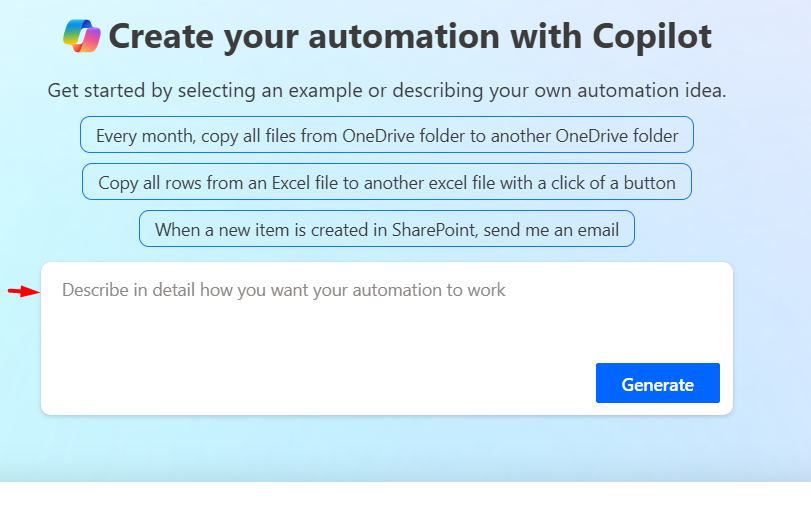 Create your automation with Copilot
Get started by selecting an example or describing your own automation idea.
Every month, copy all files from OneDrive folder to another OneDrive folder
Copy all rows from an Excel file to another excel file with a click of a button
When a new item is created in SharePoint, send me an email
Describe in detail how you want your automation to work
Generate